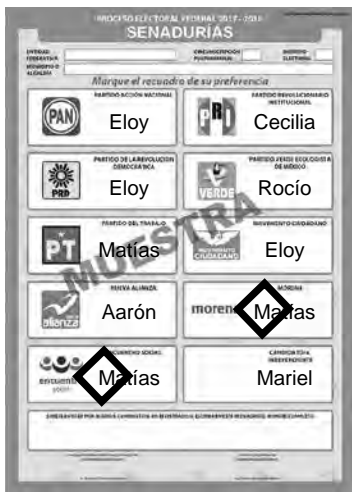 PROCESO ELECTORAL FEDERAL 2017 - 2018
SENADURÍAS
ENTIDAD FEDERATIVA
CIRCUNSCRIPCIÓN PLURINOMINAL
DISTRITO ELECTORAL
MUNICIPIO O ALCALDÍA
Marque el recuadro de su preferencia
PARTIDO ACCIÓN NACIONAL
PAN
Eloy
PARTIDO REVOLUCIONARIO INSTITUCIONAL
PRI
Cecilia
PARTIDO DE LA REVOLUCIÓN DEMOCRÁTICA
PRD
Eloy
PARTIDO VERDE ECOLOGISTA DE MÉXICO
VERDE
Rocío
PARTIDO DEL TRABAJO
PT
Matías
MOVIMIENTO CIUDADANO
MOVIMIENTO CIUDADANO
Eloy
MUESTRA
NUEVA ALIANZA
alianza
Aarón
MORENA
morena
Matías
ENCUENTRO SOCIAL
encuentro
social
Matías
CANDIDATO/A INDEPENDIENTE
Mariel